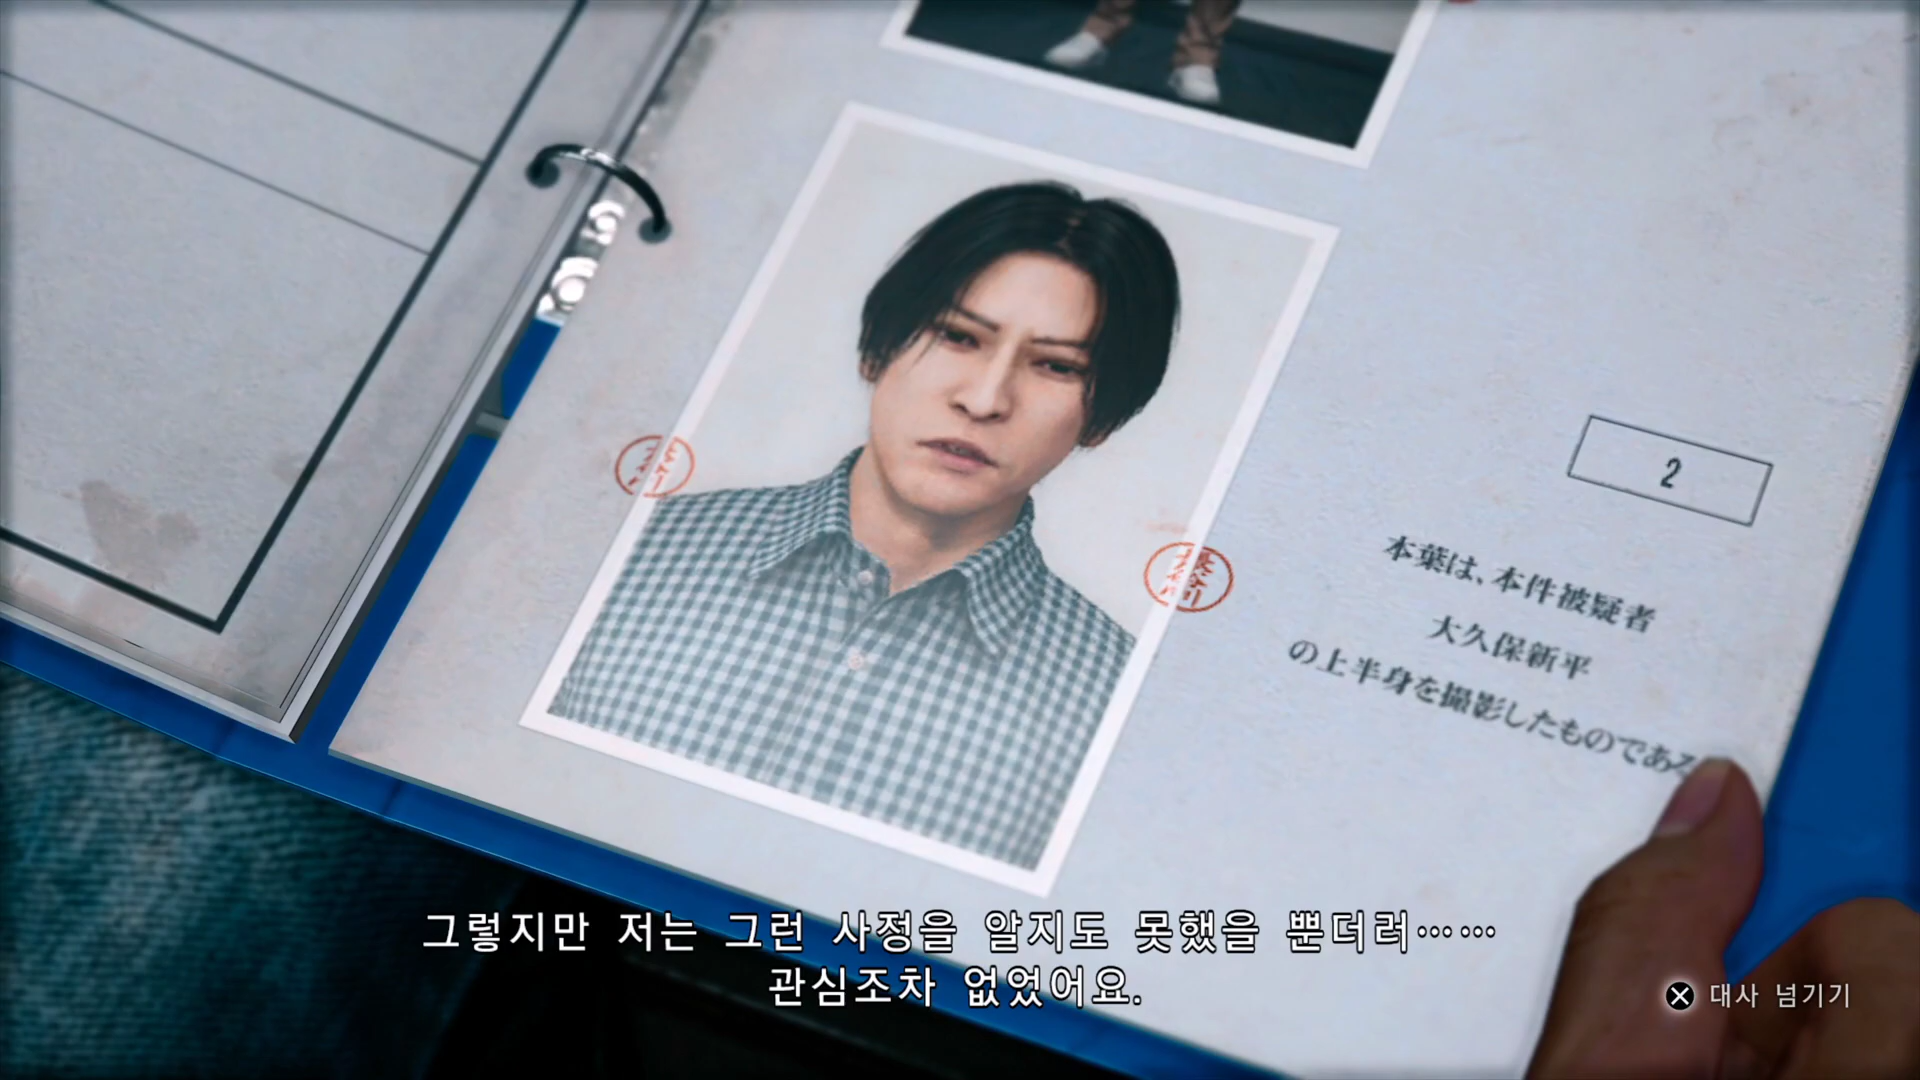 2
本葉は、本件被疑者
大久保新平
の上半身を撮影したものである
그렇지만 저는 그런 사정을 알지도 못했을 뿐더러……
관심조차 없었어요.
대사 넘기기